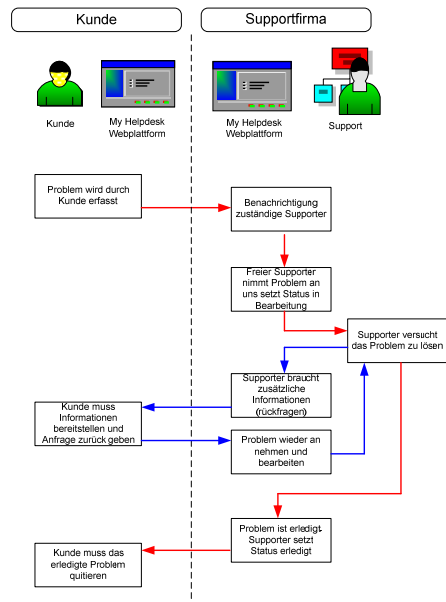 Kunde
Supportfirma
Kunde
My Helpdesk
Webplattform
My Helpdesk
Webplattform
Support
Problem wird durch
Kunde erfasst
Benachrichtigung
zuständige Supporter
Freier Supporter
nimmt Problem an
uns setzt Status in
Bearbeitung
Supporter versucht
das Problem zu lösen
Supporter braucht
zusätzliche
Informationen
(rückfragen)
Kunde muss
Informationen
bereitstellen und
Anfrage zurück geben
Problem wieder an
nehmen und
bearbeiten
Problem ist erledigt.
Supporter setzt
Status erledigt
Kunde muss das
erledigte Problem
quitieren